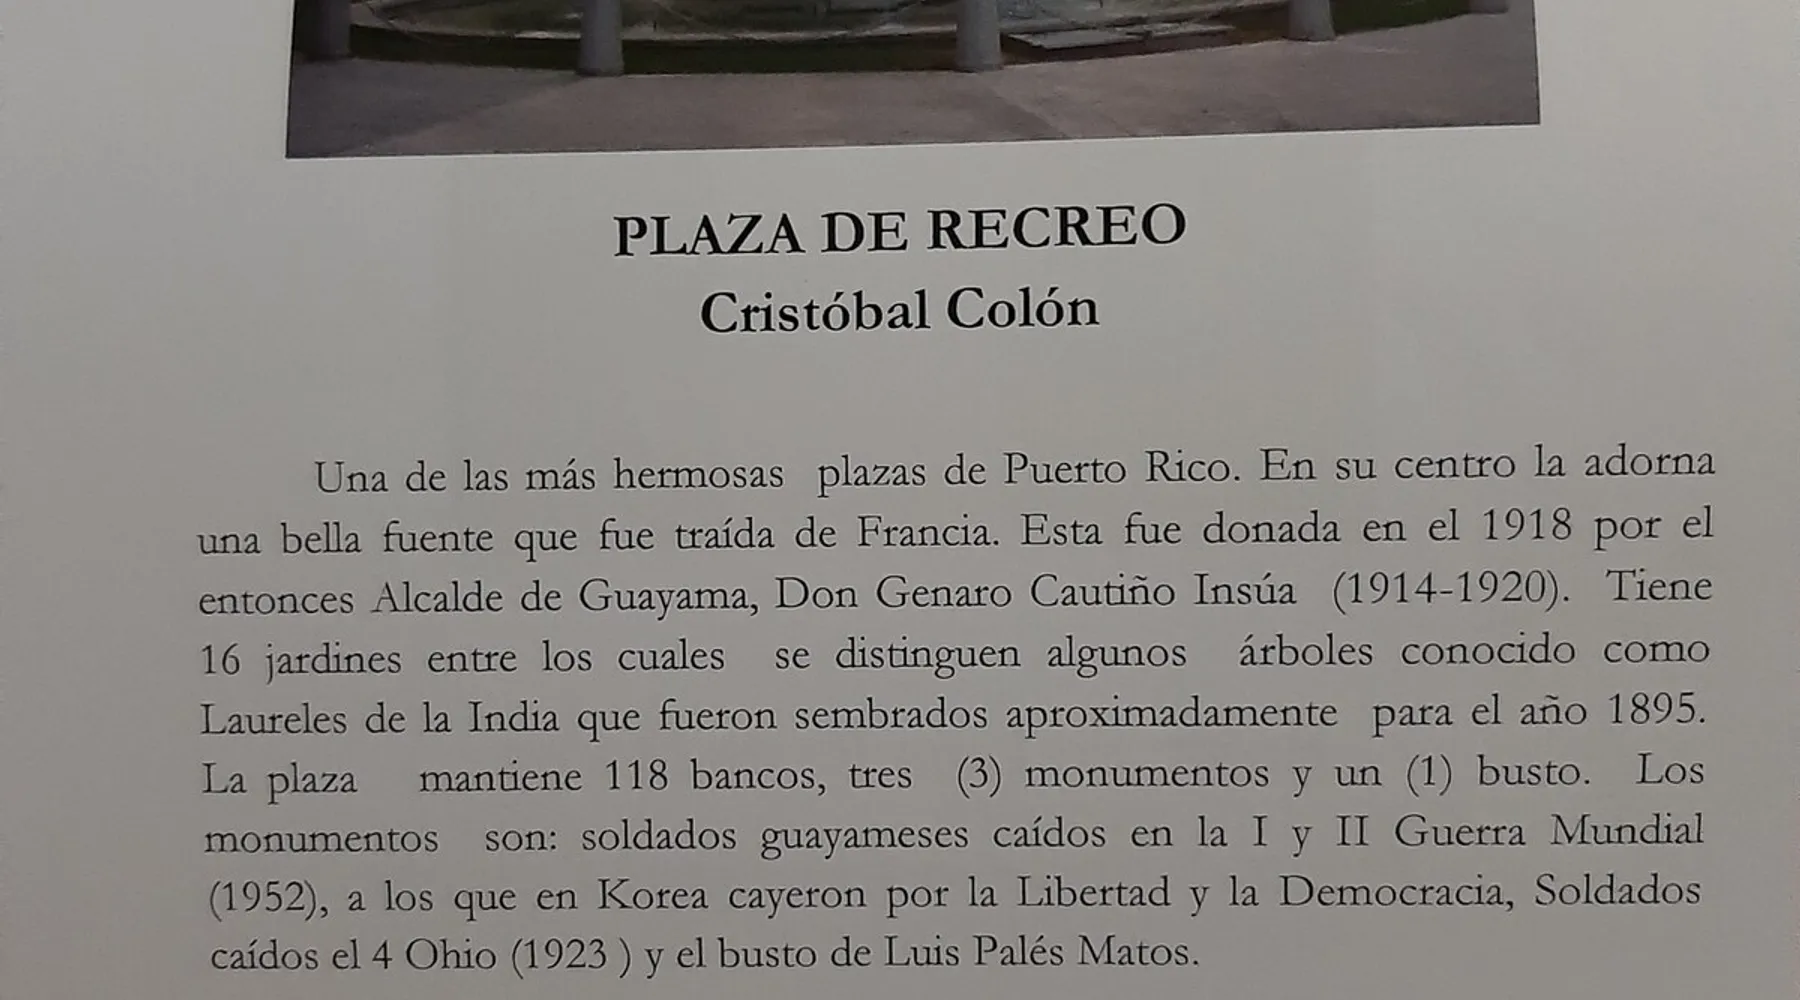 PLAZA DE RECREO
Cristóbal Colón
Una de las más hermosas plazas de Puerto Rico. En su centro la adorna
una bella fuente que fue traída de Francia. Esta fue donada en el 1918 por el
entonces Alcalde de Guayama, Don Genaro Cautiño Insúa (1914-1920). Tiene
16 jardines entre los cuales se distinguen algunos árboles conocido como
Laureles de la India que fueron sembrados aproximadamente para el año 1895.
La plaza mantiene 118 bancos, tres (3) monumentos y un (1) busto. Los
monumentos son: soldados guayameses caídos en la I y II Guerra Mundial
(1952), a los que en Korea cayeron por la Libertad y la Democracia, Soldados
caídos el 4 Ohio (1923 ) y el busto de Luis Palés Matos.